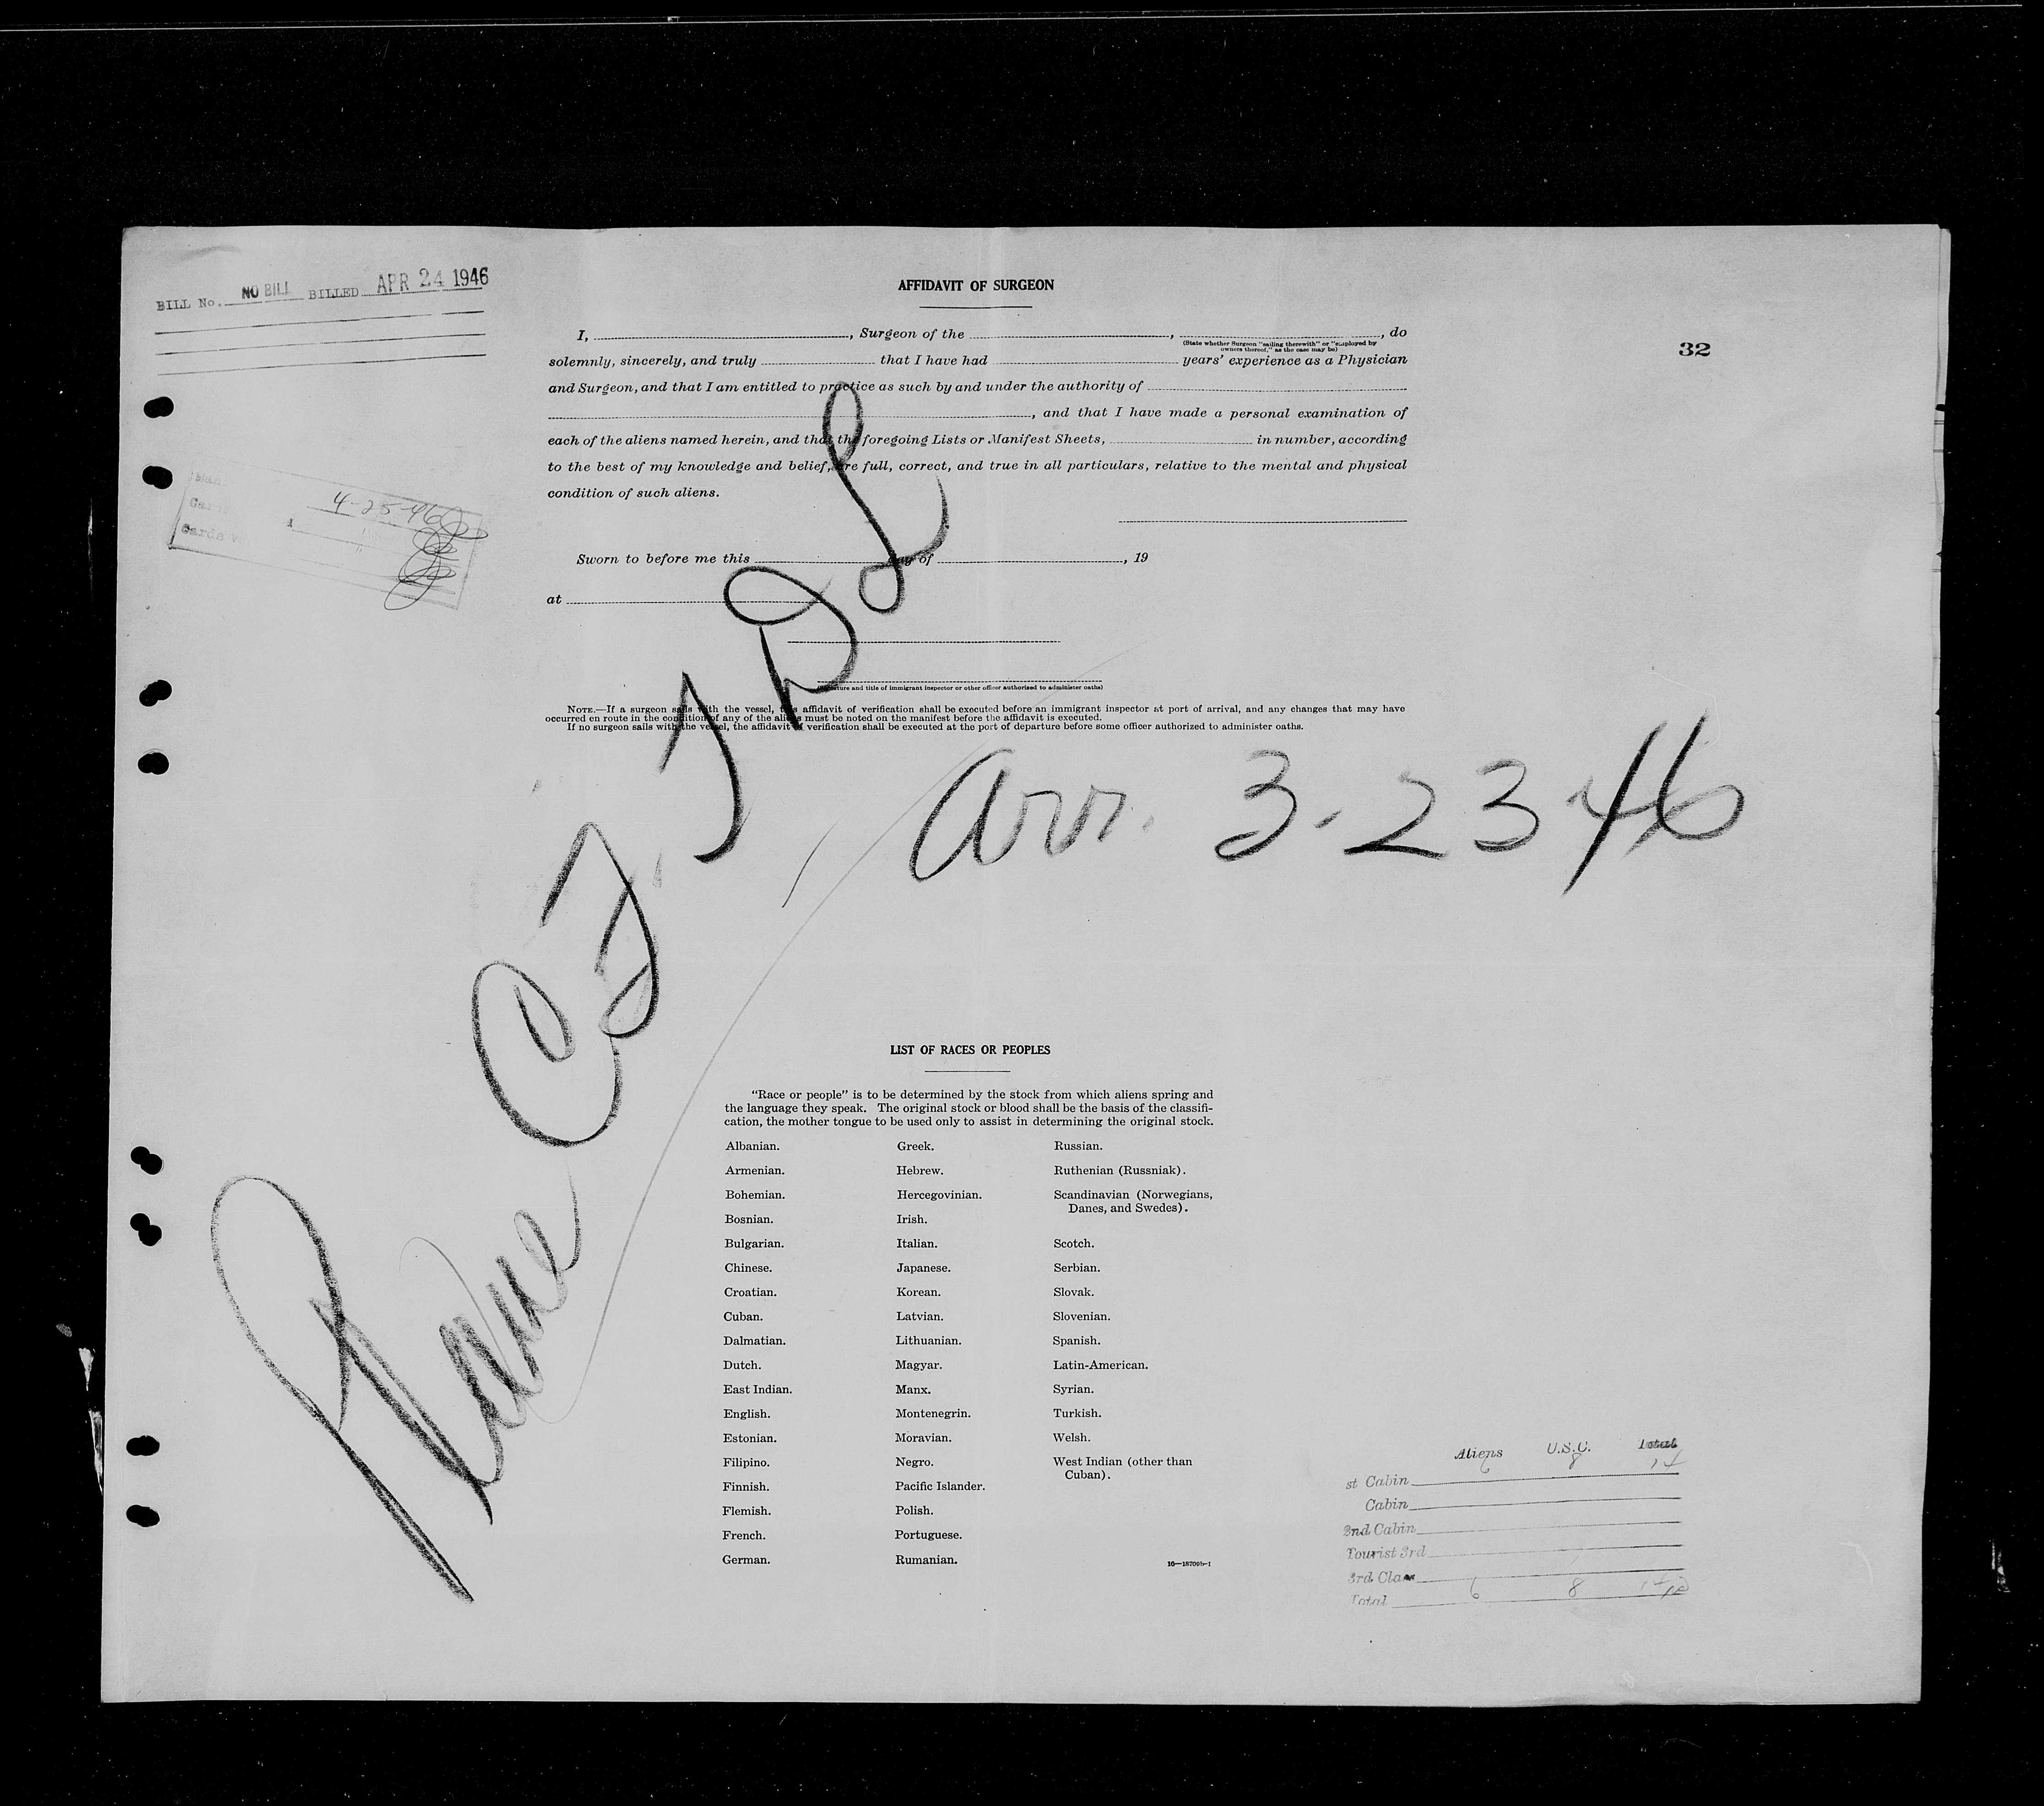 BILL No. NO BILL BILLED APR 24 1946
AFFIDAVIT OF SURGEON
32
I, , Surgeon of the , , do
(State whether Surgeon "sailing therewith" or "employed by
owners thereof," as the case may be)
solemnly, sincerely, and truly that I have had years' experience as a Physician
and Surgeon, and that I am entitled to practice as such by and under the authority of
, and that I have made a personal examination of
each of the aliens named herein, and that the foregoing Lists or Manifest Sheets, in number, according
to the best of my knowledge and belief, are full, correct, and true in all particulars, relative to the mental and physical
condition of such aliens.
4-25-46
Sworn to before me this day of , 19
at
(Signature and title of immigrant inspector or other officer authorized to administer oaths)
NOTE.—If a surgeon sails with the vessel, this affidavit of verification shall be executed before an immigrant inspector at port of arrival, and any changes that may have
occurred en route in the condition of any of the aliens must be noted on the manifest before the affidavit is executed.
If no surgeon sails with the vessel, the affidavit of verification shall be executed at the port of departure before some officer authorized to administer oaths.
Plane
arr. 3-23 46
LIST OF RACES OR PEOPLES
"Race or people" is to be determined by the stock from which aliens spring and
the language they speak. The original stock or blood shall be the basis of the classifi-
cation, the mother tongue to be used only to assist in determining the original stock.
Albanian.
Armenian.
Bohemian.
Bosnian.
Bulgarian.
Chinese.
Croatian.
Cuban.
Dalmatian.
Dutch.
East Indian.
English.
Estonian.
Filipino.
Finnish.
Flemish.
French.
German.
Greek.
Hebrew.
Hercegovinian.
Irish.
Italian.
Japanese.
Korean.
Latvian.
Lithuanian.
Magyar.
Manx.
Montenegrin.
Moravian.
Negro.
Pacific Islander.
Polish.
Portuguese.
Rumanian.
Russian.
Ruthenian (Russniak).
Scandinavian (Norwegians,
Danes, and Swedes).
Scotch.
Serbian.
Slovak.
Slovenian.
Spanish.
Latin-American.
Syrian.
Turkish.
Welsh.
West Indian (other than
Cuban).
16—18700b-1
Aliens U.S.C. Total
st Cabin 6 8 14
Cabin
2nd Cabin
Tourist 3rd
3rd Class
Total 6 8 14